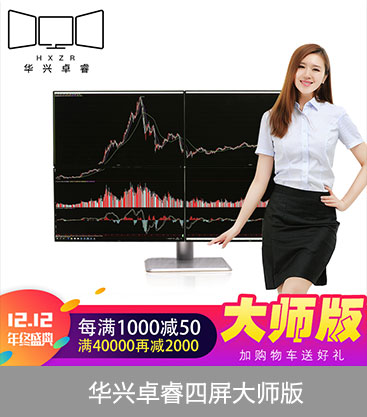 HXZR
华兴卓睿
12.12
年终盛典
每满1000减50
满40000再减2000
大师版
加购物车送好礼
华兴卓睿四屏大师版